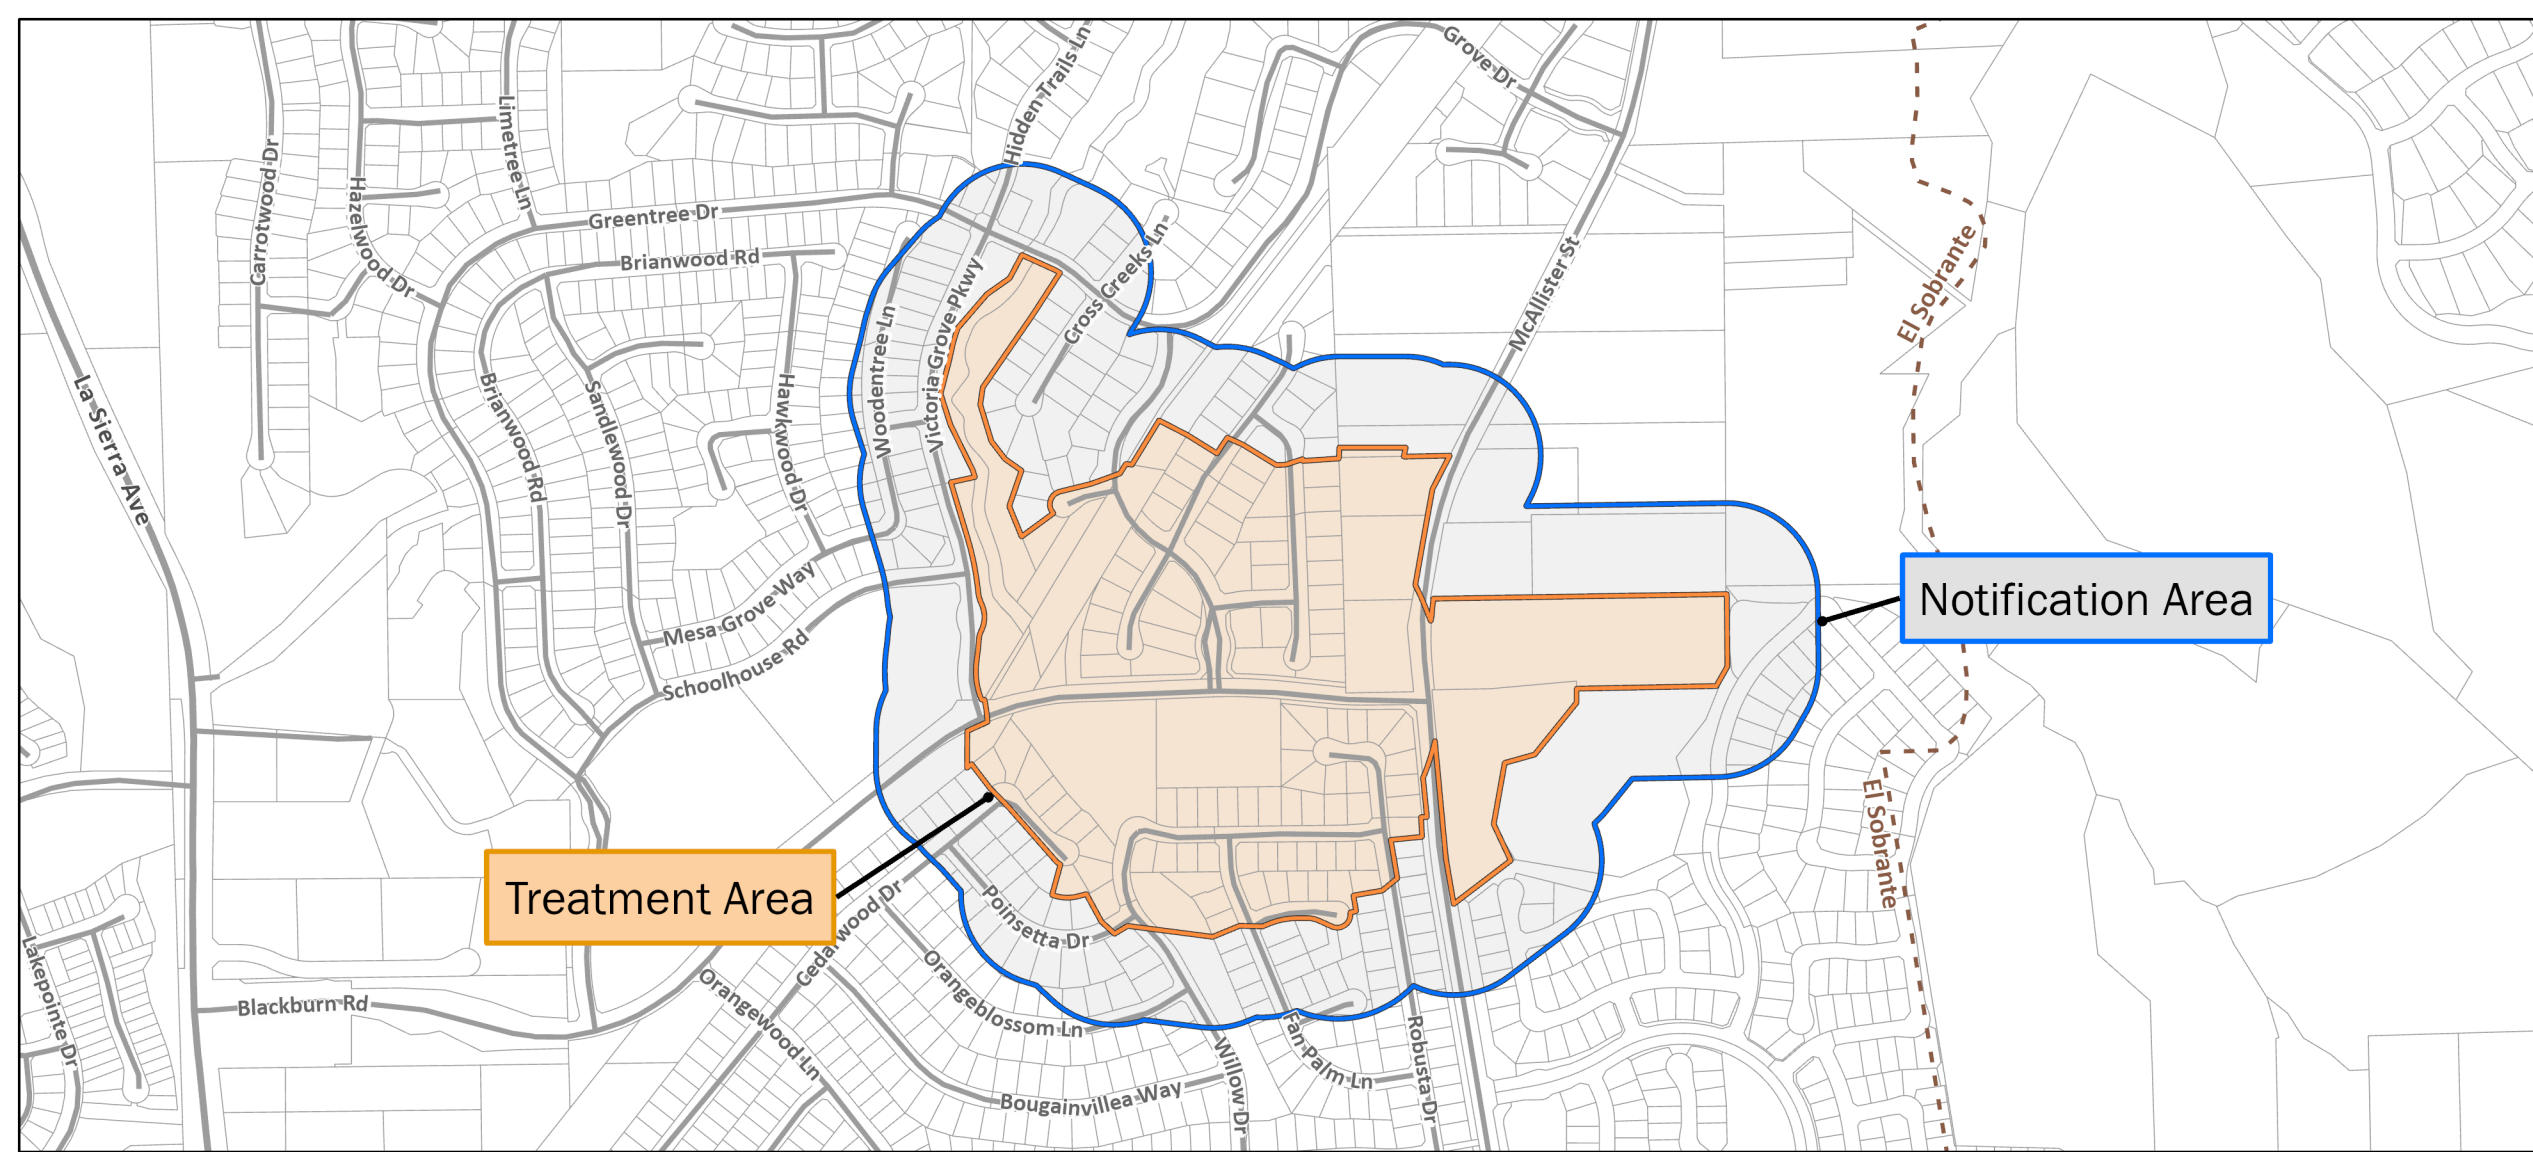 Grove Dr
Hidden Trails Ln
Limetree Ln
Carrotwood Dr
Hazelwood Dr
Greentree Dr
Brianwood Rd
Cross Creeks Ln
McAllister St
El Sobrante
Victoria Grove Pkwy
Woodentree Ln
La Sierra Ave
Brianwood Rd
Sandlewood Dr
Hawkwood Dr
Mesa Grove Way
Schoolhouse Rd
Notification Area
El Sobrante
Treatment Area
Cedarwood Dr
Poinsetta Dr
Orangeblossom Ln
Orangewood Ln
Lakepointe Dr
Blackburn Rd
Bougainvillea Way
Willow Dr
Fan Palm Ln
Robusta Dr